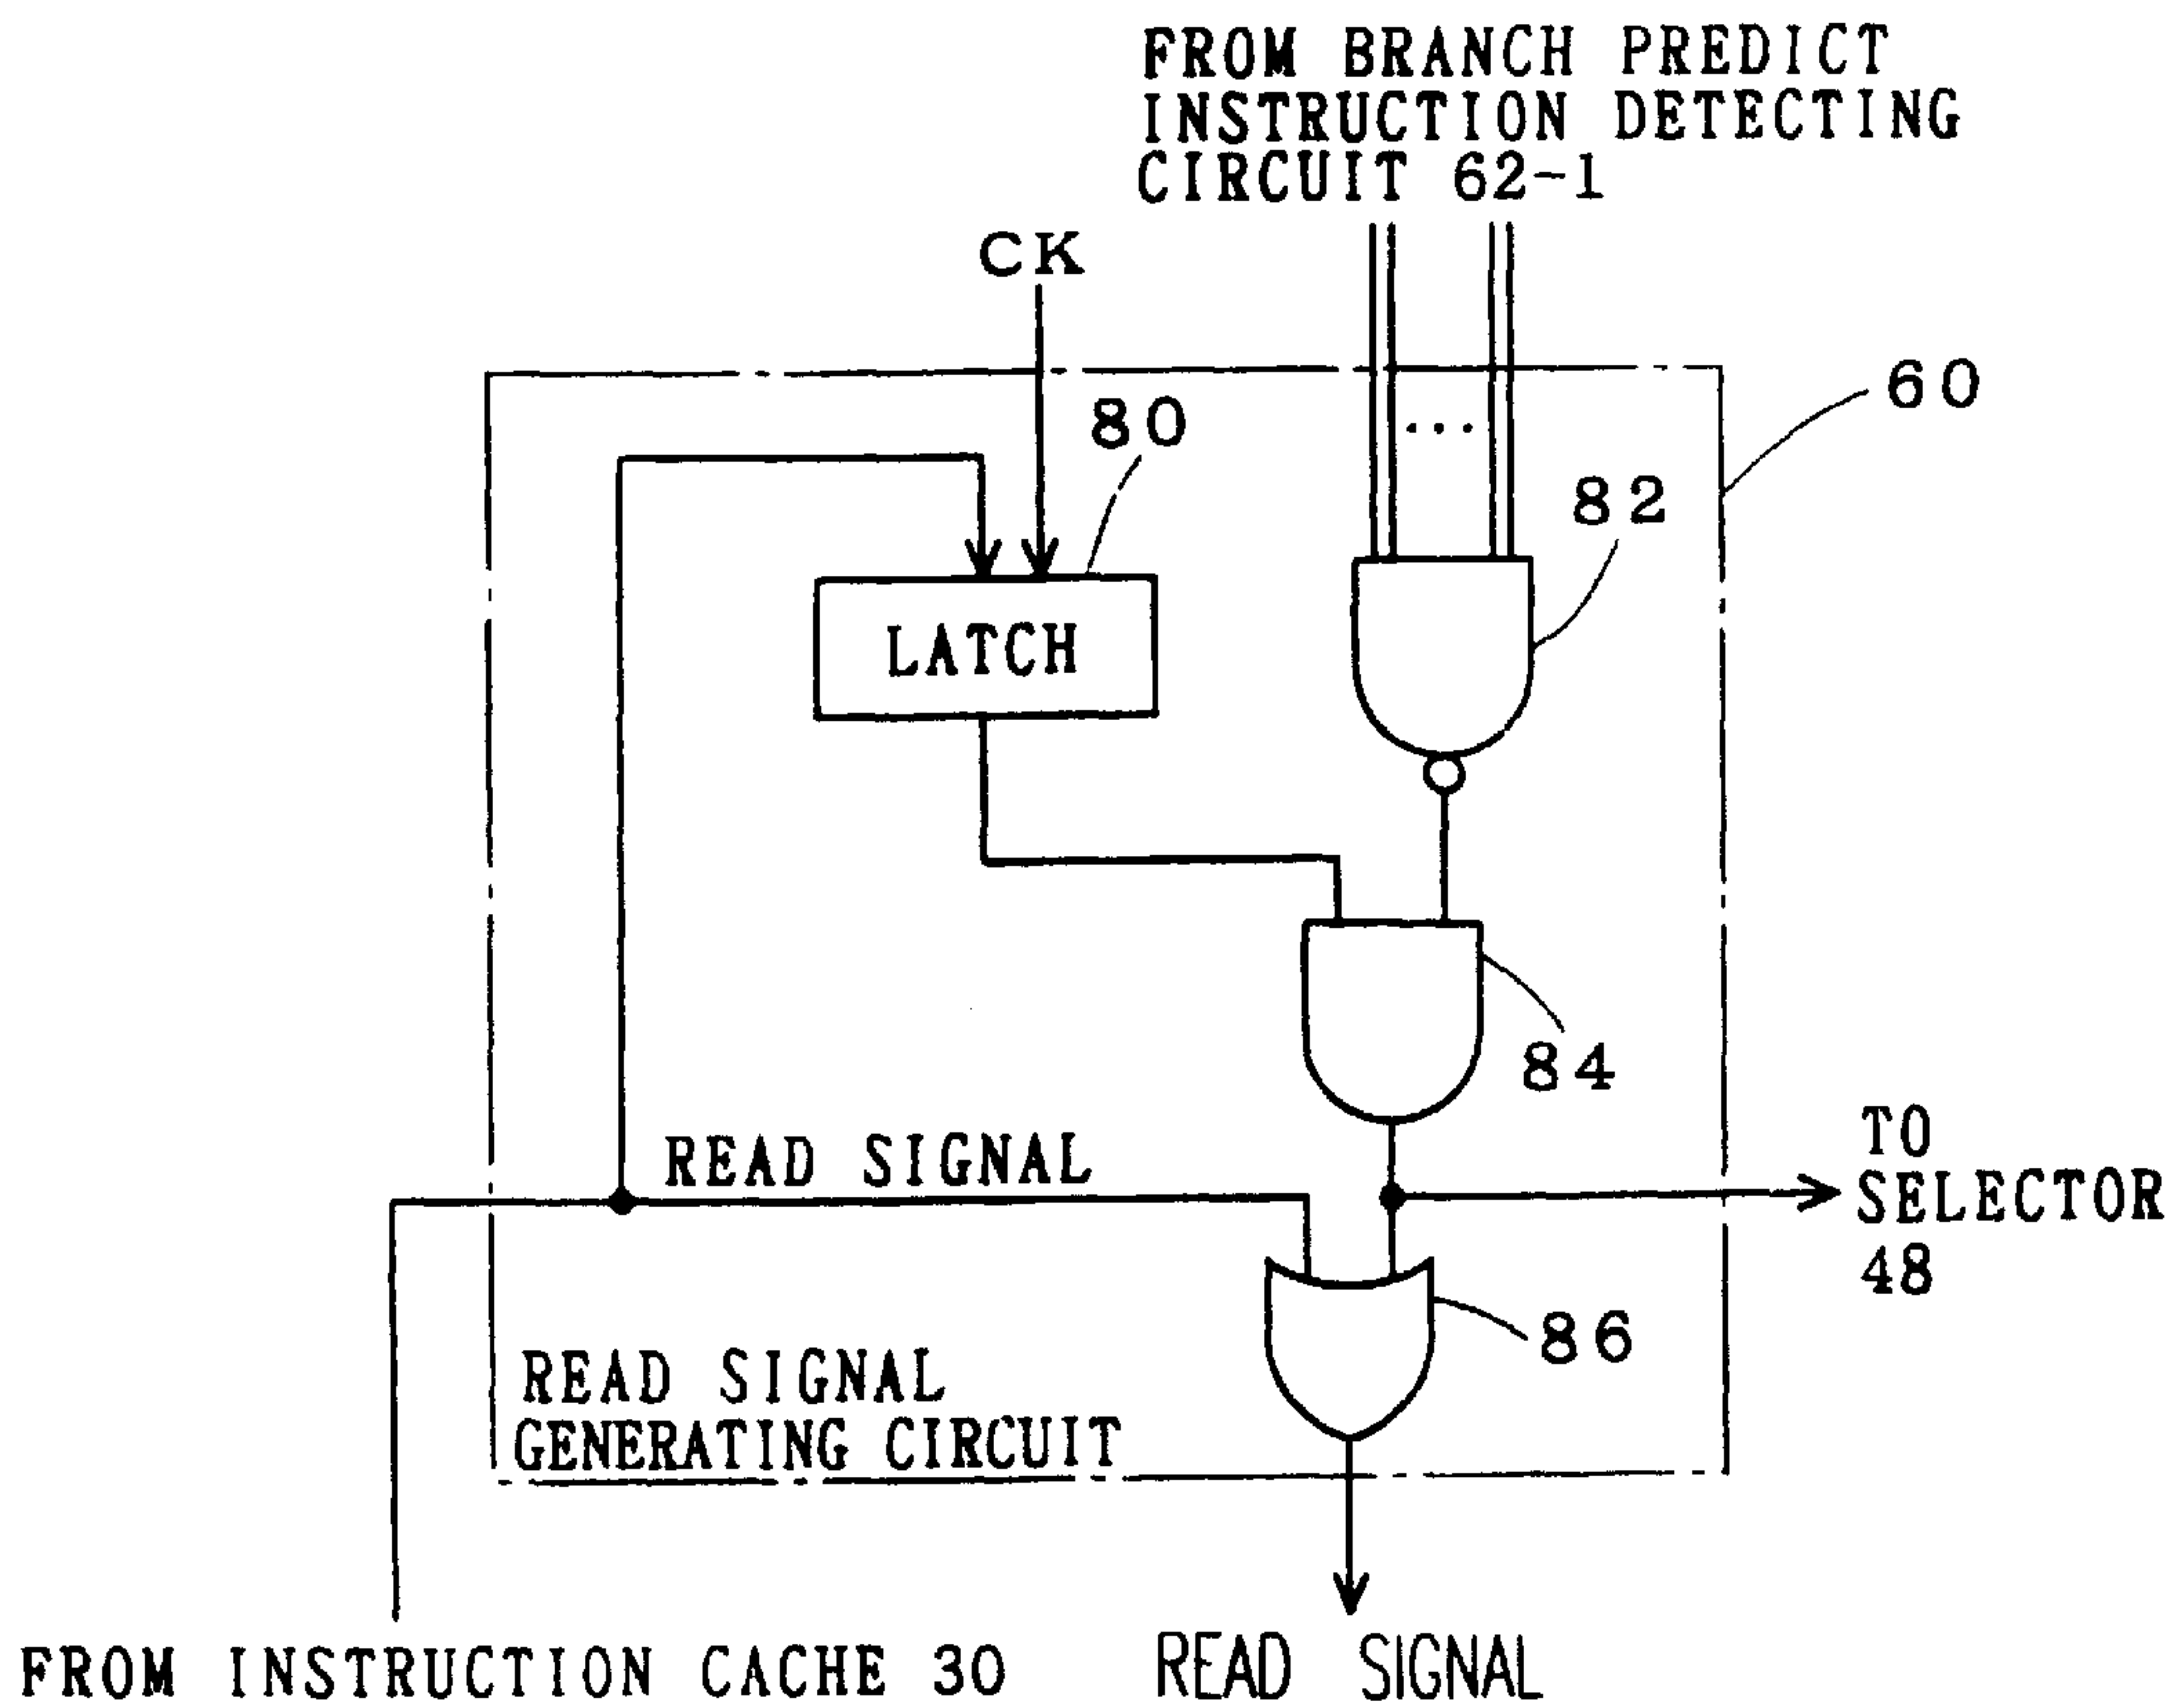 FROM BRANCH PREDICT
INSTRUCTION DETECTING
CIRCUIT 62-1
CK
60
80
82
LATCH
84
READ SIGNAL
TO
SELECTOR
48
86
READ SIGNAL
GENERATING CIRCUIT
FROM INSTRUCTION CACHE 30
READ SIGNAL